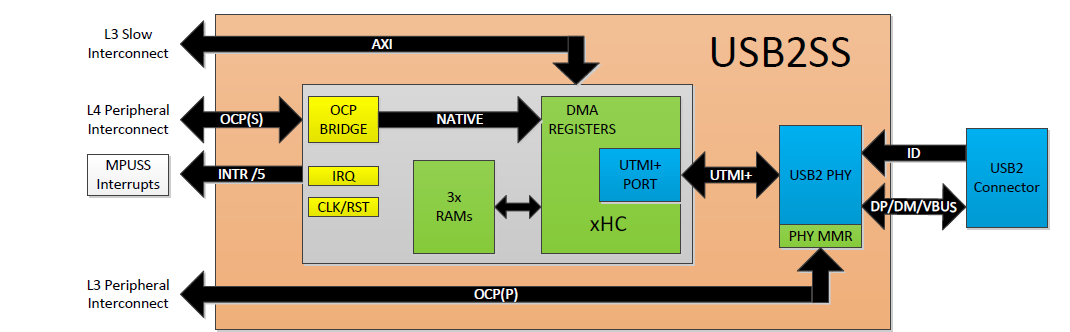 L3 Slow
Interconnect
AXI
USB2SS
L4 Peripheral
Interconnect
OCP(S)
OCP
BRIDGE
NATIVE
DMA
REGISTERS
MPUSS
Interrupts
INTR /5
IRQ
CLK/RST
3x
RAMs
UTMI+
PORT
xHC
UTMI+
USB2 PHY
PHY MMR
ID
DP/DM/VBUS
USB2
Connector
L3 Peripheral
Interconnect
OCP(P)